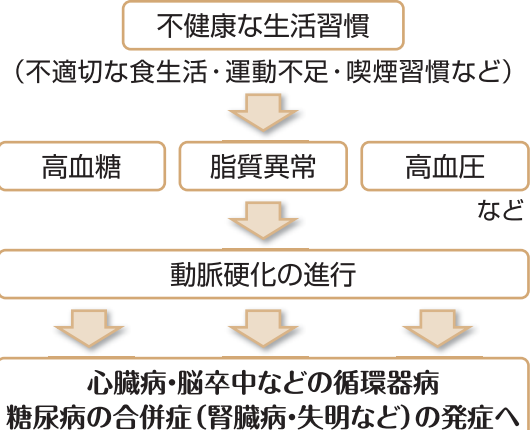 不健康な生活習慣
（不適切な食生活・運動不足・喫煙習慣など）
高血糖 脂質異常 高血圧
など
動脈硬化の進行
心臓病・脳卒中などの循環器病
糖尿病の合併症（腎臓病・失明など）の発症へ